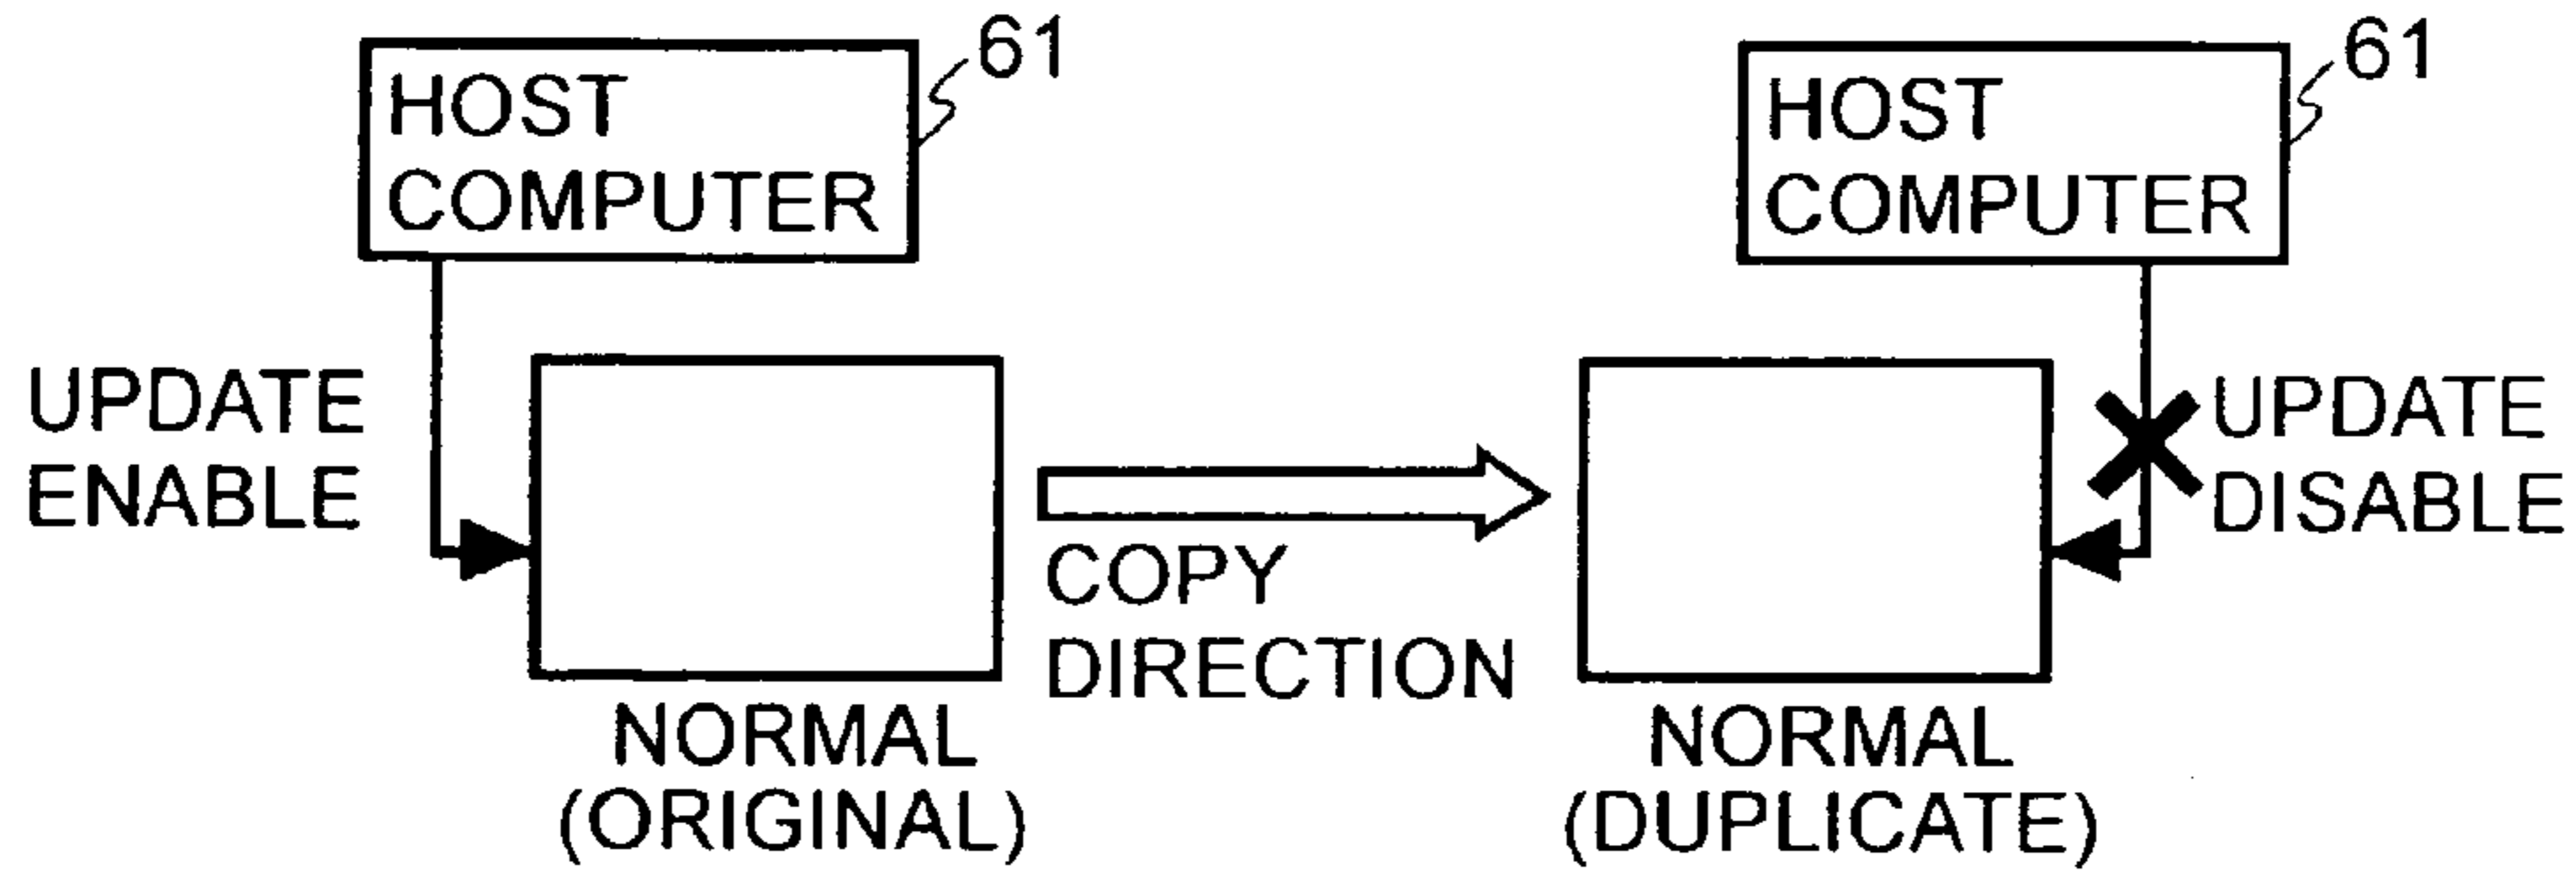 HOST
COMPUTER
61
HOST
COMPUTER
61
UPDATE
ENABLE
COPY
DIRECTION
UPDATE
DISABLE
NORMAL
(ORIGINAL)
NORMAL
(DUPLICATE)